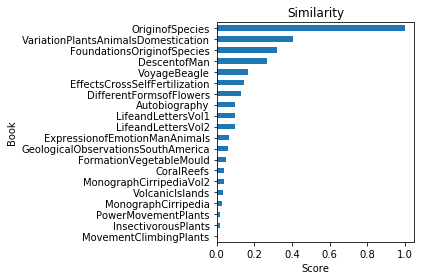 Similarity
OriginofSpecies
VariationPlantsAnimalsDomestication
FoundationsOriginofSpecies
DescentofMan
VoyageBeagle
EffectsCrossSelfFertilization
DifferentFormsofFlowers
Autobiography
LifeandLettersVol1
LifeandLettersVol2
ExpressionofEmotionManAnimals
GeologicalObservationsSouthAmerica
FormationVegetableMould
CoralReefs
MonographCirripediaVol2
VolcanicIslands
MonographCirripedia
PowerMovementPlants
InsectivorousPlants
MovementClimbingPlants
Book
0.0 0.2 0.4 0.6 0.8 1.0
Score